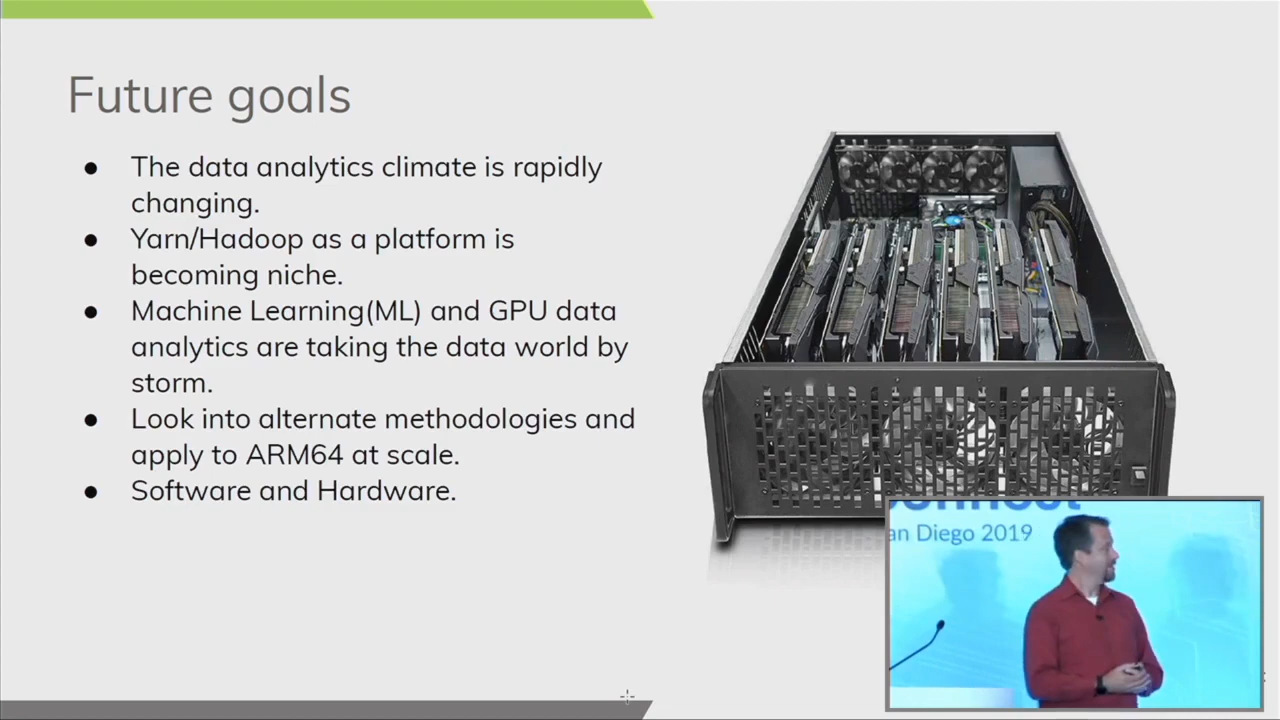 Future goals
● The data analytics climate is rapidly
changing.
● Yarn/Hadoop as a platform is
becoming niche.
● Machine Learning(ML) and GPU data
analytics are taking the data world by
storm.
● Look into alternate methodologies and
apply to ARM64 at scale.
● Software and Hardware.
an Diego 2019